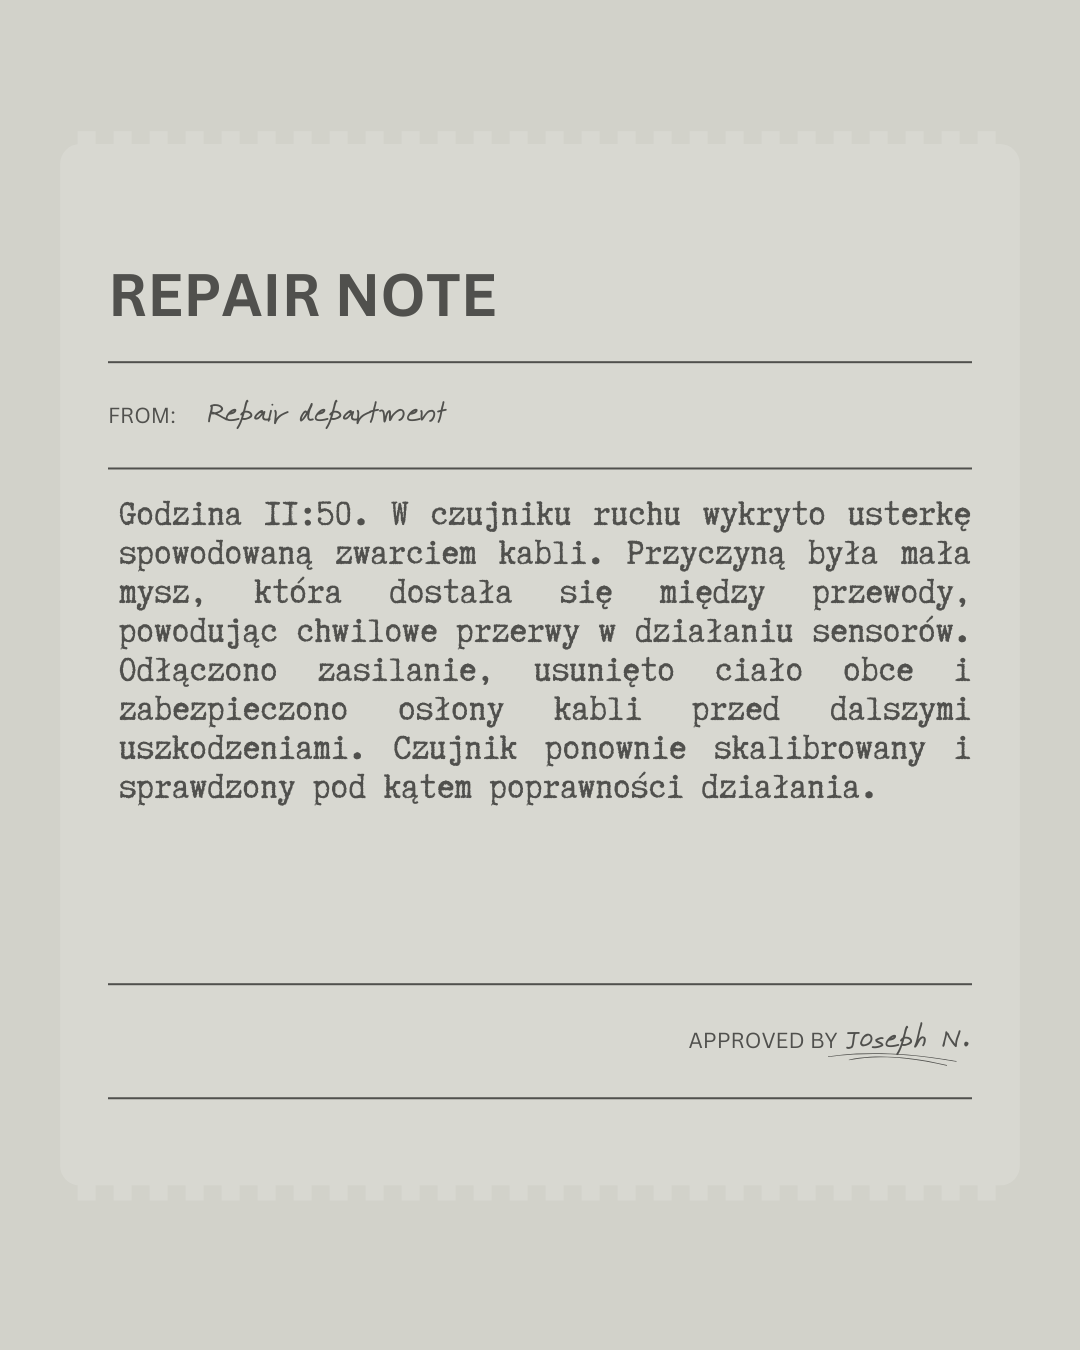 REPAIR NOTE
FROM: Repair department
Godzina II:50. W czujniku ruchu wykryto usterkę
spowodowaną zwarciem kabli. Przyczyną była mała
mysz, która dostała się między przewody,
powodując chwilowe przerwy w działaniu sensorów.
Odłączono zasilanie, usunięto ciało obce i
zabezpieczono osłony kabli przed dalszymi
uszkodzeniami. Czujnik ponownie skalibrowany i
sprawdzony pod kątem poprawności działania.
APPROVED BY Joseph N.